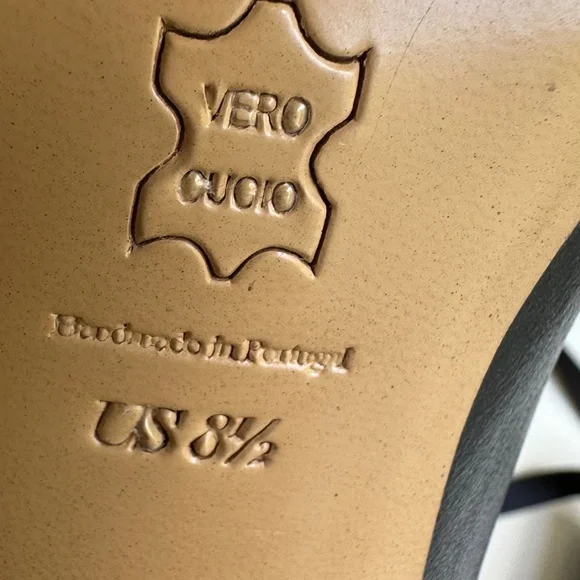 VERO
CUOIO
Handmade in Portugal
US 8½